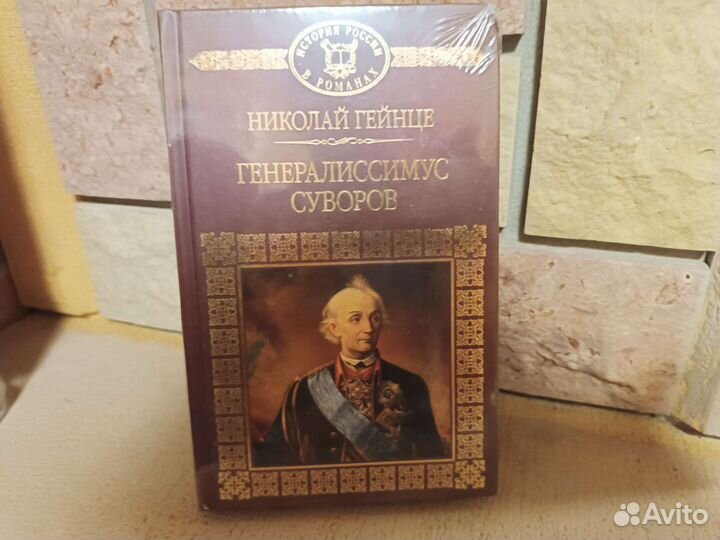 ИСТОРИЯ РОССИИ
В РОМАНАХ
НИКОЛАЙ ГЕЙНЦЕ
ГЕНЕРАЛИССИМУС
СУВОРОВ
Avito